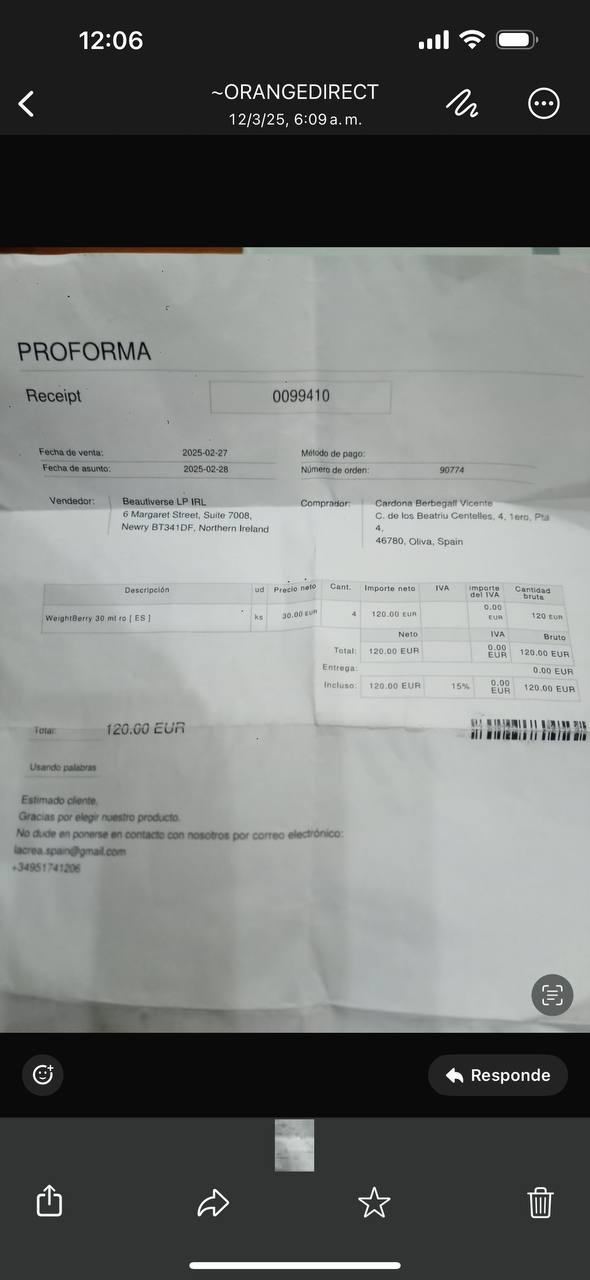 12:06
~ORANGEDIRECT
12/3/25, 6:09 a.m.
PROFORMA
Receipt 0099410
Fecha de venta: 2025-02-27 Método de pago:
Fecha de asunto: 2025-02-28 Número de orden: 90774
Vendedor: Beautiverse LP IRL Comprador: Cardona Berbegall Vicente
6 Margaret Street, Suite 7008, C. de los Beatriu Centelles, 4, 1ero, Pta
Newry BT341DF, Northern Ireland 4,
46780, Oliva, Spain
Descripción ud Precio neto Cant. Importe neto IVA Importe del IVA Cantidad bruta
WeightBerry 30 ml ro [ ES ] ks 30.00 EUR 4 120.00 EUR 0.00 EUR 120 EUR
Neto IVA Bruto
Total: 120.00 EUR 0.00 EUR 120.00 EUR
Entrega: 0.00 EUR
Incluso: 120.00 EUR 15% 0.00 EUR 120.00 EUR
Total: 120.00 EUR
Usando palabras
Estimado cliente,
Gracias por elegir nuestro producto.
No dude en ponerse en contacto con nosotros por correo electrónico:
lacrea.spain@gmail.com
+34951741206
Responde